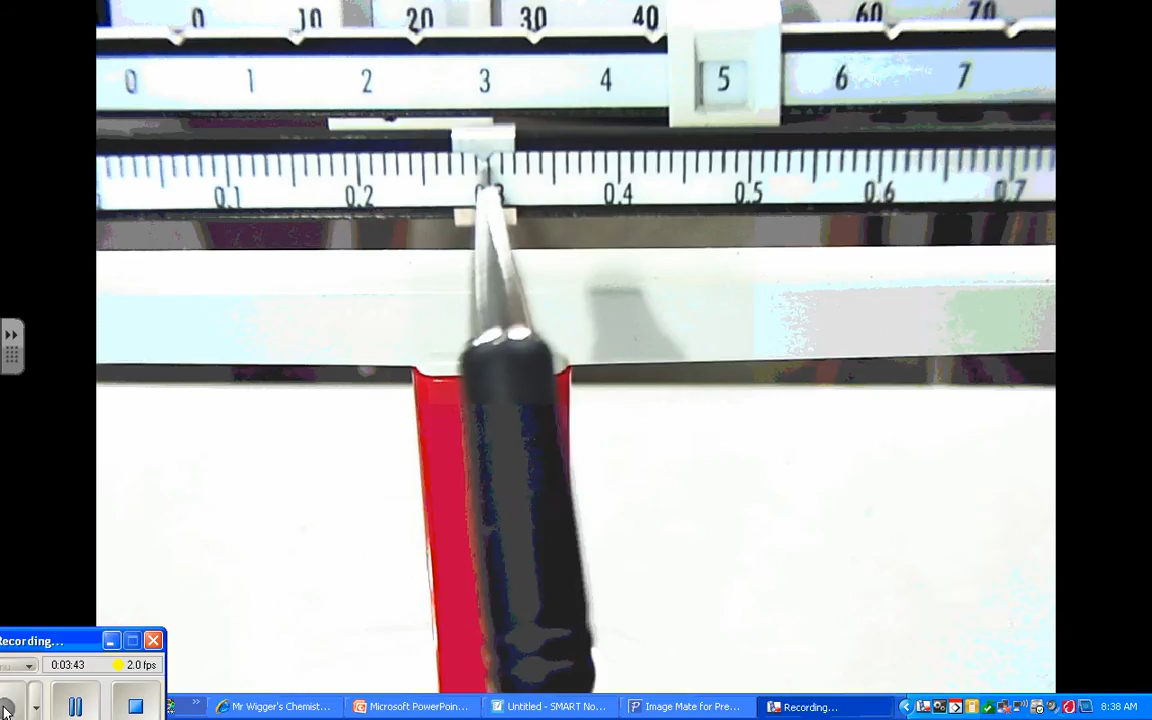 0 10 20 30 40 60 70
0 1 2 3 4 5 6 7
0.1 0.2 0.4 0.5 0.6 0.7
Recording...
0:03:43 2.0 fps
Mr Wigger's Chemist... Microsoft PowerPoin... Untitled - SMART No... Image Mate for Pre... Recording... 8:38 AM